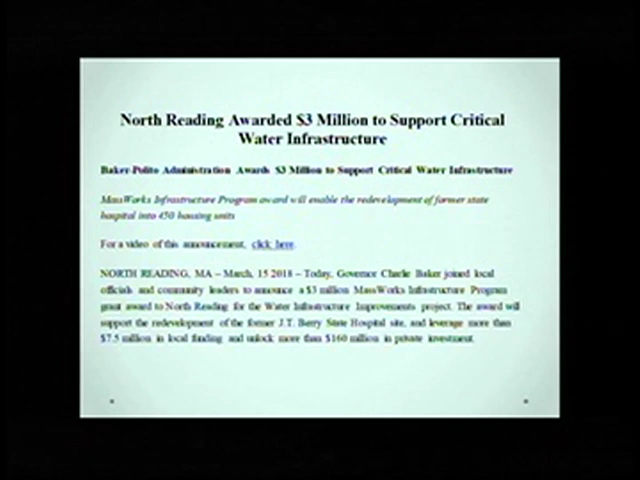 North Reading Awarded $3 Million to Support Critical
Water Infrastructure
Baker-Polito Administration Awards $3 Million to Support Critical Water Infrastructure
MassWorks Infrastructure Program award will enable the redevelopment of former state
hospital into 450 housing units
For a video of this announcement, click here.
NORTH READING, MA – March, 15 2018 – Today, Governor Charlie Baker joined local
officials and community leaders to announce a $3 million MassWorks Infrastructure Program
grant award to North Reading for the Water Infrastructure Improvements project. The award will
support the redevelopment of the former J.T. Berry State Hospital site, and leverage more than
$7.5 million in local funding and unlock more than $160 million in private investment.